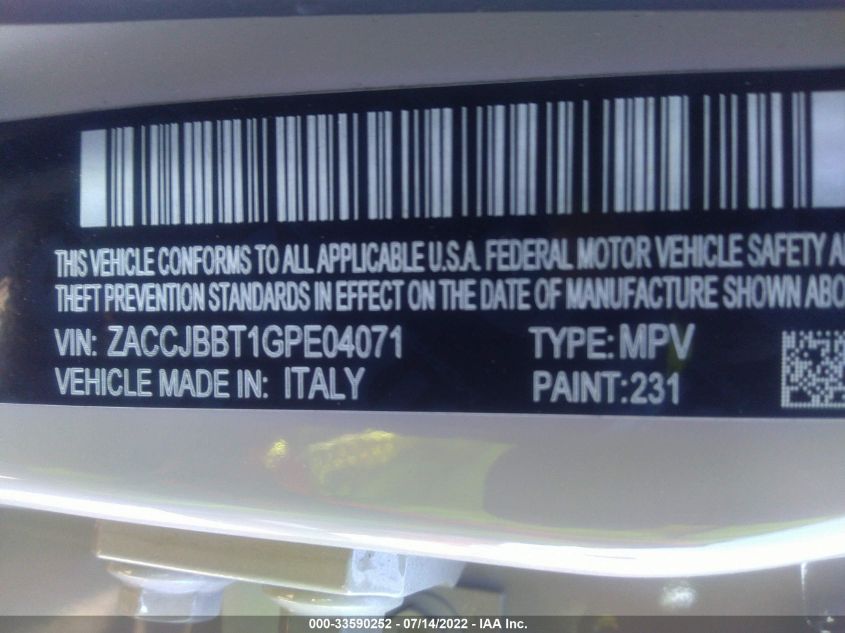 THIS VEHICLE CONFORMS TO ALL APPLICABLE U.S.A. FEDERAL MOTOR VEHICLE SAFETY
THEFT PREVENTION STANDARDS IN EFFECT ON THE DATE OF MANUFACTURE SHOWN
VIN: ZACCJBBT1GPE04071 TYPE: MPV
VEHICLE MADE IN: ITALY PAINT: 231
000-33590252 - 07/14/2022 - IAA Inc.